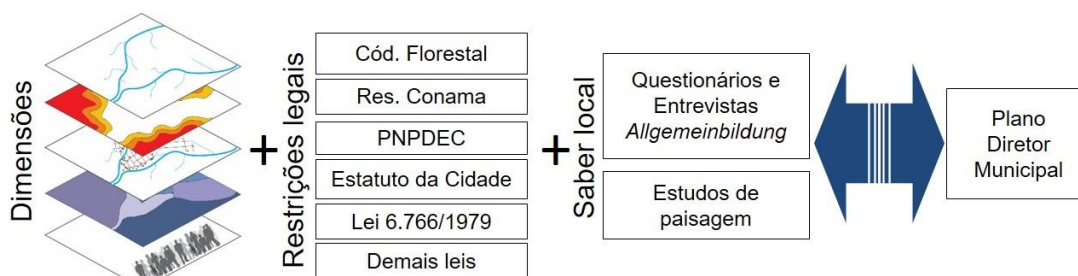 Dimensões
+
Restrições legais
Cód. Florestal
Res. Conama
PNPDEC
Estatuto da Cidade
Lei 6.766/1979
Demais leis
+
Saber local
Questionários e
Entrevistas
Allgemeinbildung
Estudos de
paisagem
Plano
Diretor
Municipal